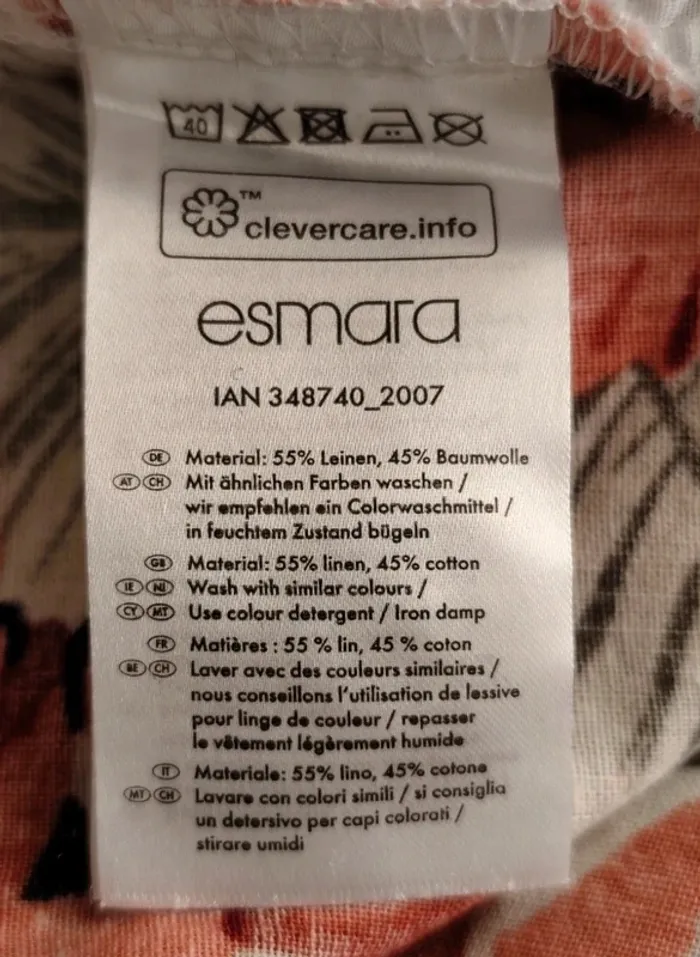 40
™
clevercare.info
esmara
IAN 348740_2007
DE Material: 55% Leinen, 45% Baumwolle
AT CH Mit ähnlichen Farben waschen /
wir empfehlen ein Colorwaschmittel /
in feuchtem Zustand bügeln
GB Material: 55% linen, 45% cotton
IE NI Wash with similar colours /
CY MT Use colour detergent / Iron damp
FR Matières : 55 % lin, 45 % coton
BE CH Laver avec des couleurs similaires /
nous conseillons l'utilisation de lessive
pour linge de couleur / repasser
le vêtement légèrement humide
IT Materiale: 55% lino, 45% cotone
MT CH Lavare con colori simili / si consiglia
un detersivo per capi colorati /
stirare umidi